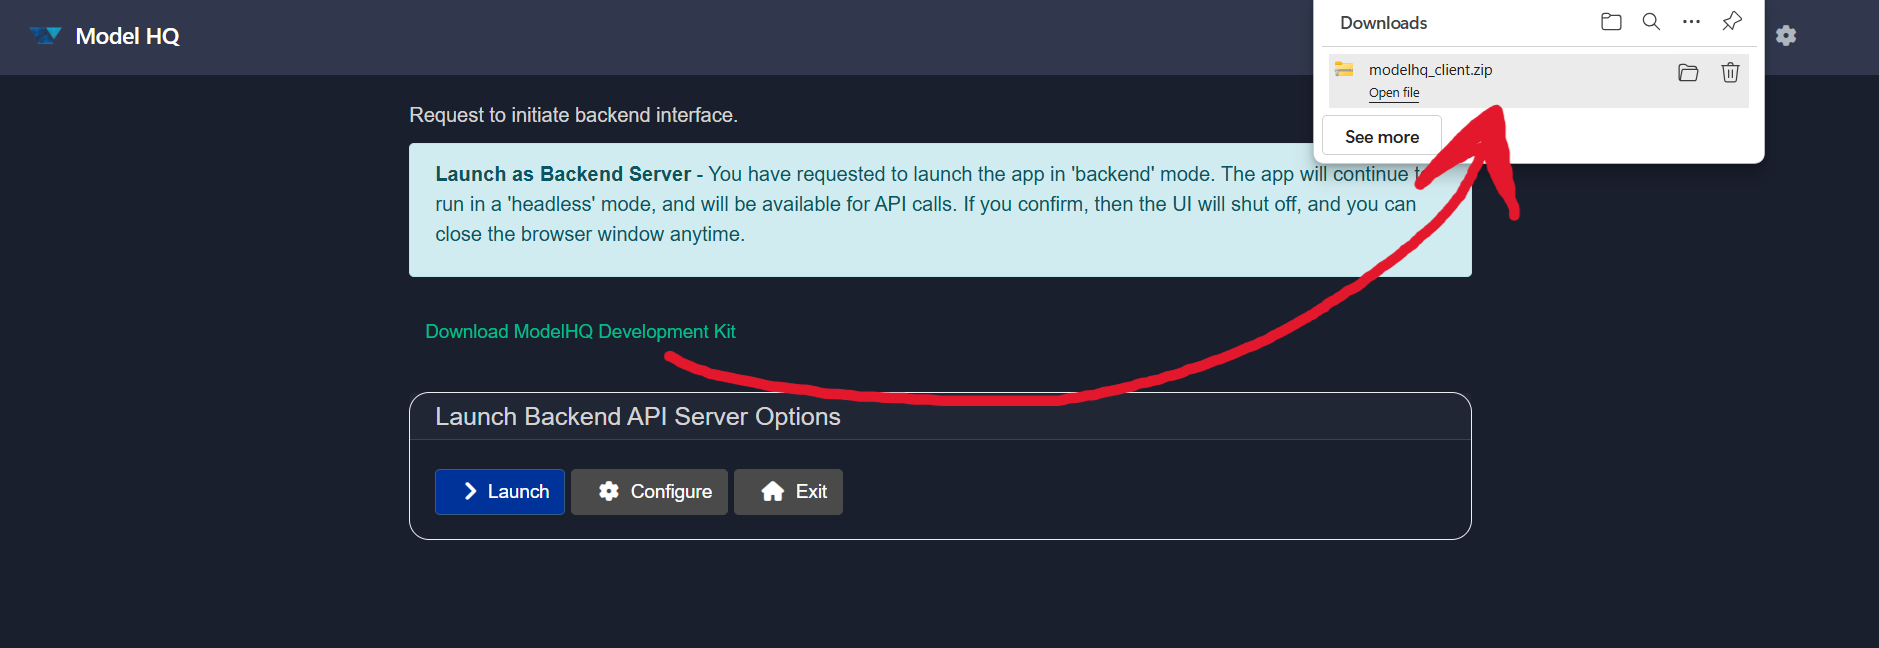 Model HQ
Downloads
modelhq_client.zip
Open file
See more
Request to initiate backend interface.
Launch as Backend Server - You have requested to launch the app in 'backend' mode. The app will continue
run in a 'headless' mode, and will be available for API calls. If you confirm, then the UI will shut off, and you can
close the browser window anytime.
Download ModelHQ Development Kit
Launch Backend API Server Options
Launch
Configure
Exit